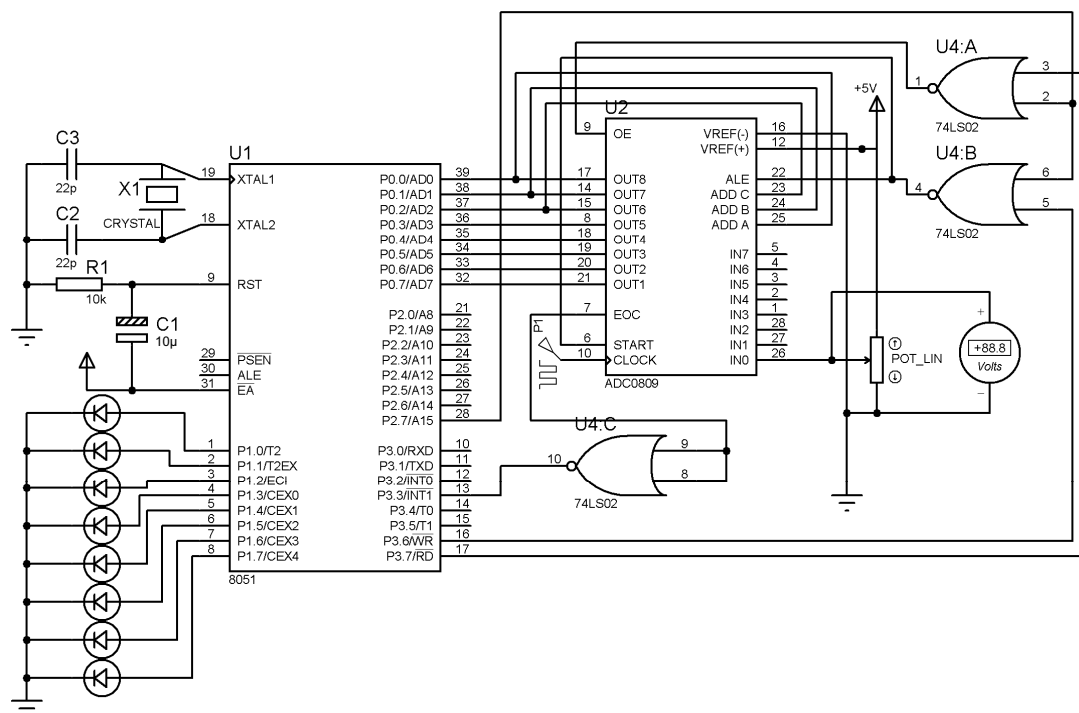 U4:A
1
3
2
74LS02
+5V
U2
9 OE
VREF(-) 16
VREF(+) 12
17 OUT8
14 OUT7
15 OUT6
8 OUT5
18 OUT4
19 OUT3
20 OUT2
21 OUT1
7 EOC
6 START
10 CLOCK
ALE 22
ADD C 23
ADD B 24
ADD A 25
IN7 5
IN6 4
IN5 3
IN4 2
IN3 1
IN2 28
IN1 27
IN0 26
ADC0809
P1
U4:B
4
6
5
74LS02
C3
22p
X1
CRYSTAL
C2
22p
R1
10k
C1
10µ
U1
19 XTAL1
18 XTAL2
9 RST
29 PSEN
30 ALE
31 EA
1 P1.0/T2
2 P1.1/T2EX
3 P1.2/ECI
4 P1.3/CEX0
5 P1.4/CEX1
6 P1.5/CEX2
7 P1.6/CEX3
8 P1.7/CEX4
P0.0/AD0 39
P0.1/AD1 38
P0.2/AD2 37
P0.3/AD3 36
P0.4/AD4 35
P0.5/AD5 34
P0.6/AD6 33
P0.7/AD7 32
P2.0/A8 21
P2.1/A9 22
P2.2/A10 23
P2.3/A11 24
P2.4/A12 25
P2.5/A13 26
P2.6/A14 27
P2.7/A15 28
P3.0/RXD 10
P3.1/TXD 11
P3.2/INT0 12
P3.3/INT1 13
P3.4/T0 14
P3.5/T1 15
P3.6/WR 16
P3.7/RD 17
8051
U4:C
10
9
8
74LS02
POT_LIN
+
+88.8
Volts
−